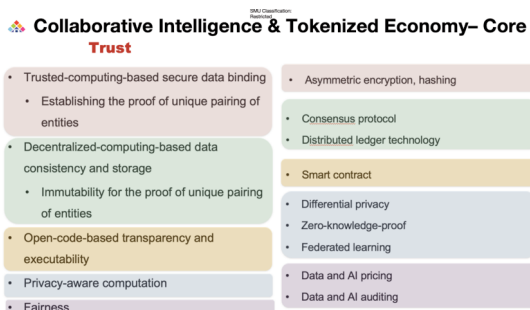 SMU Classification:
Restricted
Collaborative Intelligence & Tokenized Economy– Core
Trust
• Trusted-computing-based secure data binding
• Establishing the proof of unique pairing of
entities
• Decentralized-computing-based data
consistency and storage
• Immutability for the proof of unique pairing
of entities
• Open-code-based transparency and
executability
• Privacy-aware computation
• Fairness
• Asymmetric encryption, hashing
• Consensus protocol
• Distributed ledger technology
• Smart contract
• Differential privacy
• Zero-knowledge-proof
• Federated learning
• Data and AI pricing
• Data and AI auditing